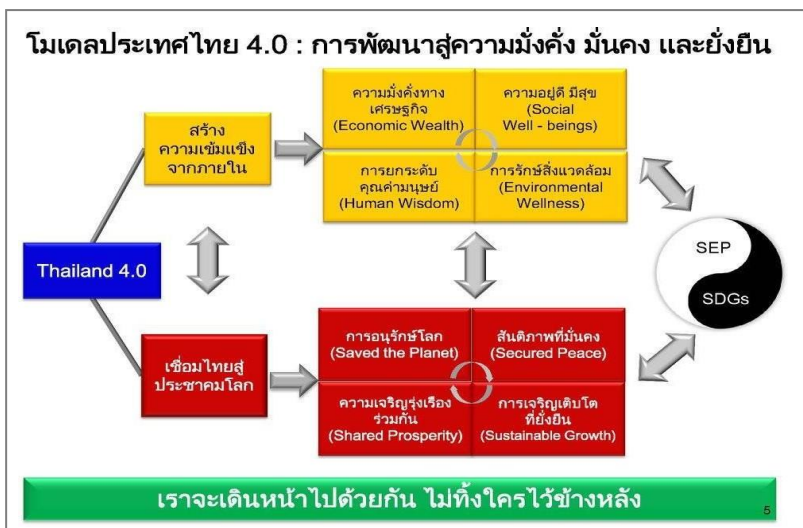 โมเดลประเทศไทย 4.0 : การพัฒนาสู่ความมั่งคั่ง มั่นคง และยั่งยืน
สร้าง
ความเข้มแข็ง
จากภายใน
ความมั่งคั่งทาง
เศรษฐกิจ
(Economic Wealth)
ความอยู่ดี มีสุข
(Social
Well - beings)
การยกระดับ
คุณค่ามนุษย์
(Human Wisdom)
การรักษ์สิ่งแวดล้อม
(Environmental
Wellness)
Thailand 4.0
SEP
SDGs
เชื่อมไทยสู่
ประชาคมโลก
การอนุรักษ์โลก
(Saved the Planet)
สันติภาพที่มั่นคง
(Secured Peace)
ความเจริญรุ่งเรือง
ร่วมกัน
(Shared Prosperity)
การเจริญเติบโต
ที่ยั่งยืน
(Sustainable Growth)
เราจะเดินหน้าไปด้วยกัน ไม่ทิ้งใครไว้ข้างหลัง
5